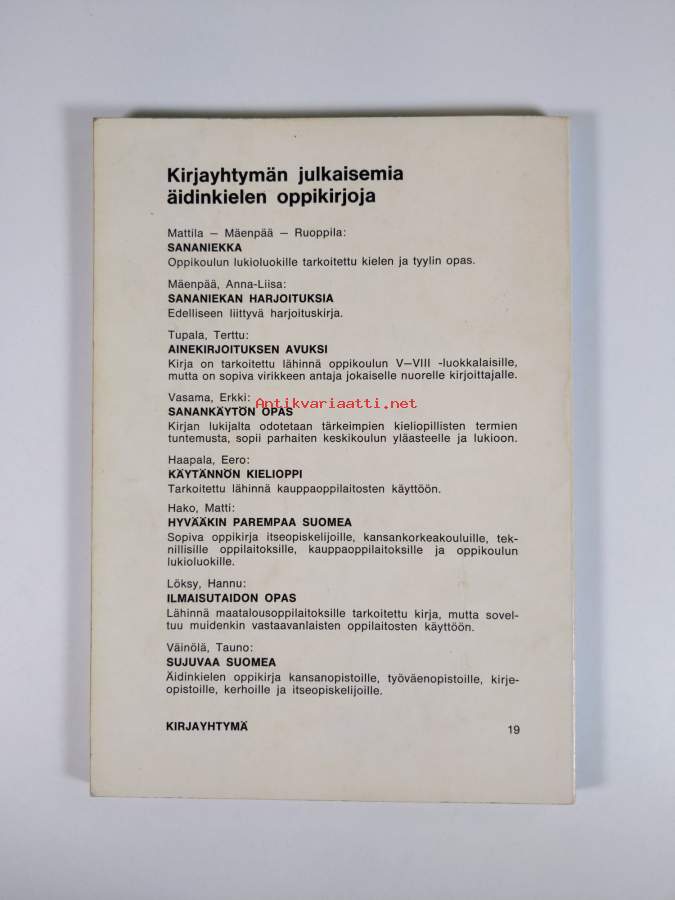 Kirjayhtymän julkaisemia
äidinkielen oppikirjoja
Mattila — Mäenpää — Ruoppila:
SANANIEKKA
Oppikoulun lukioluokille tarkoitettu kielen ja tyylin opas.
Mäenpää, Anna-Liisa:
SANANIEKAN HARJOITUKSIA
Edelliseen liittyvä harjoituskirja.
Tupala, Terttu:
AINEKIRJOITUKSEN AVUKSI
Kirja on tarkoitettu lähinnä oppikoulun V—VIII -luokkalaisille,
mutta on sopiva virikkeen antaja jokaiselle nuorelle kirjoittajalle.
Vasama, Erkki:
Antikvariaatti.net
SANANKÄYTÖN OPAS
Kirjan lukijalta odotetaan tärkeimpien kieliopillisten termien
tuntemusta, sopii parhaiten keskikoulun yläasteelle ja lukioon.
Haapala, Eero:
KÄYTÄNNÖN KIELIOPPI
Tarkoitettu lähinnä kauppaoppilaitosten käyttöön.
Hako, Matti:
HYVÄÄKIN PAREMPAA SUOMEA
Sopiva oppikirja itseopiskelijoille, kansankorkeakouluille, tek-
nillisille oppilaitoksille, kauppaoppilaitoksille ja oppikoulun
lukioluokille.
Löksy, Hannu:
ILMAISUTAIDON OPAS
Lähinnä maatalousoppilaitoksille tarkoitettu kirja, mutta sovel-
tuu muidenkin vastaavanlaisten oppilaitosten käyttöön.
Väinölä, Tauno:
SUJUVAA SUOMEA
Äidinkielen oppikirja kansanopistoille, työväenopistoille, kirje-
opistoille, kerhoille ja itseopiskelijoille.
KIRJAYHTYMÄ
19